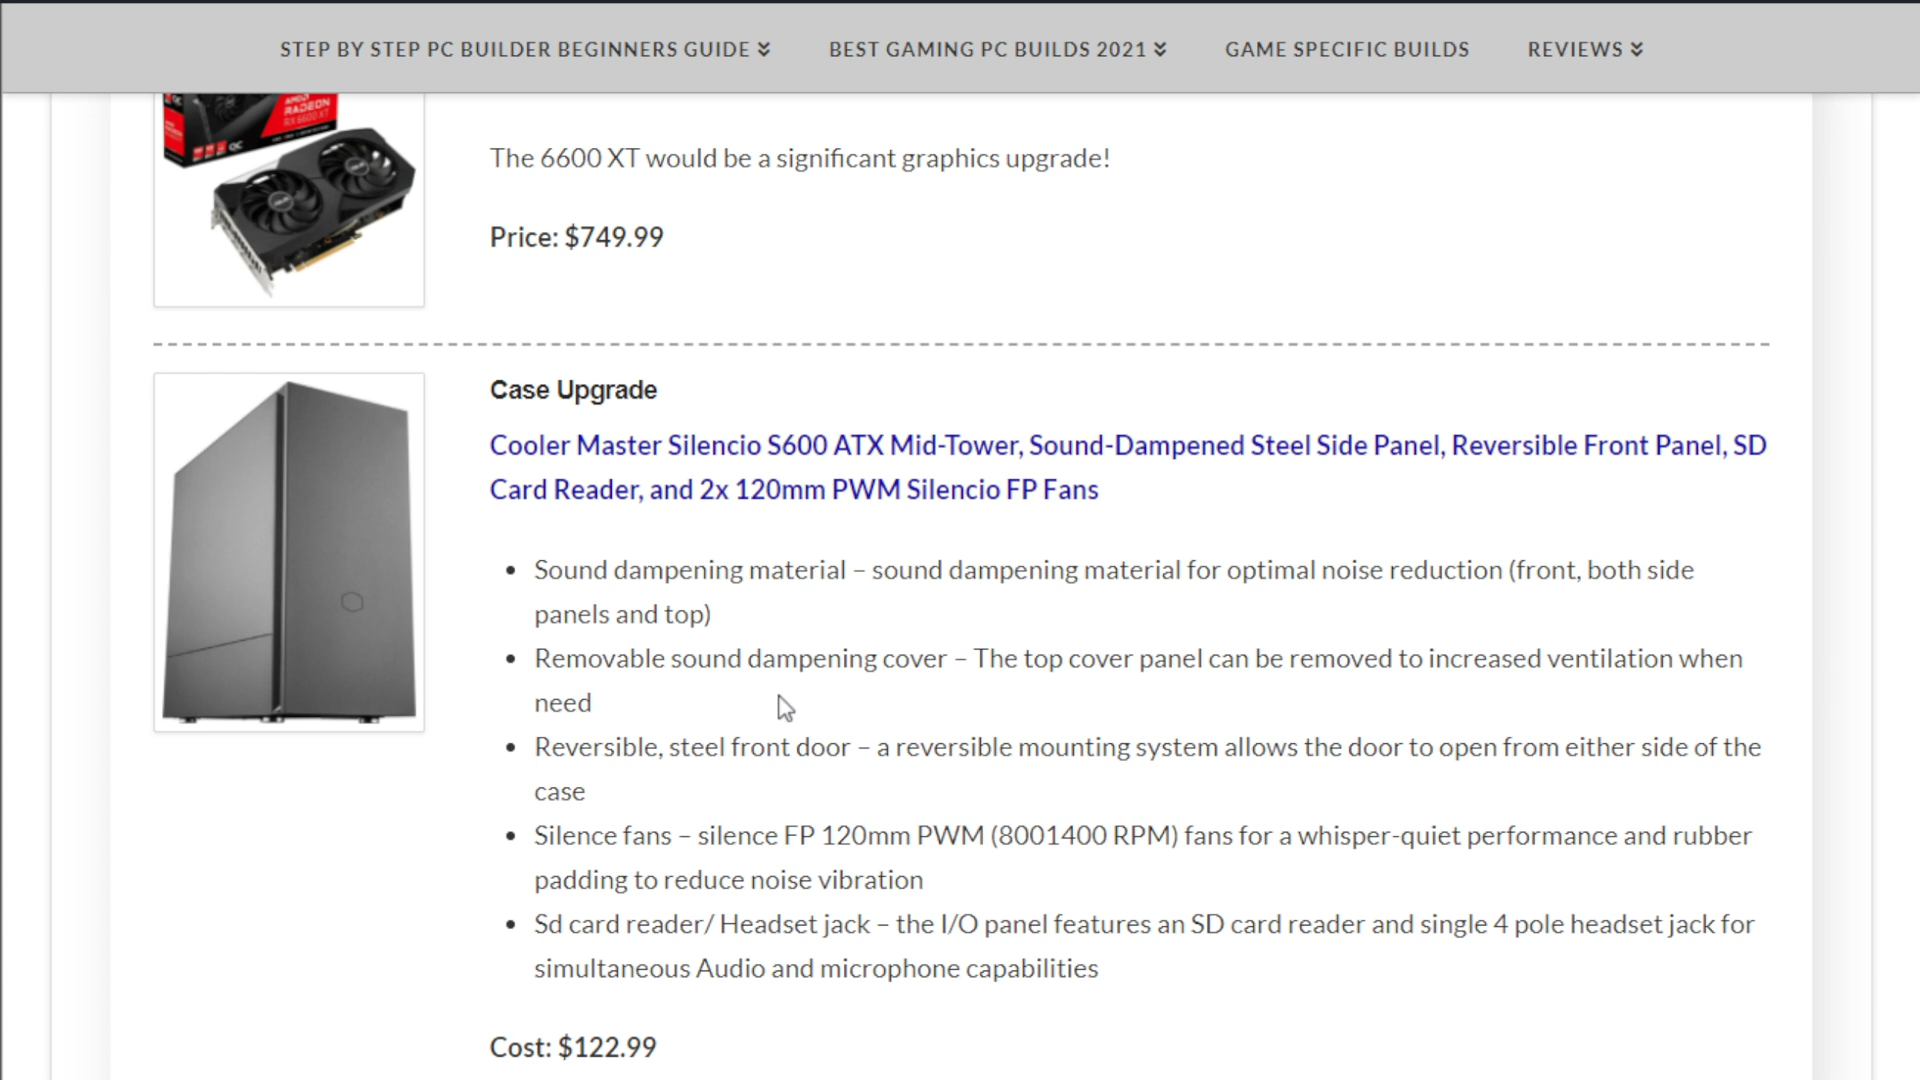 STEP BY STEP PC BUILDER BEGINNERS GUIDE
BEST GAMING PC BUILDS 2021
GAME SPECIFIC BUILDS
REVIEWS
AMD
RADEON
RX 6600 XT
OC
The 6600 XT would be a significant graphics upgrade!
Price: $749.99
Case Upgrade
Cooler Master Silencio S600 ATX Mid-Tower, Sound-Dampened Steel Side Panel, Reversible Front Panel, SD
Card Reader, and 2x 120mm PWM Silencio FP Fans
Sound dampening material – sound dampening material for optimal noise reduction (front, both side
panels and top)
Removable sound dampening cover – The top cover panel can be removed to increased ventilation when
need
Reversible, steel front door – a reversible mounting system allows the door to open from either side of the
case
Silence fans – silence FP 120mm PWM (8001400 RPM) fans for a whisper-quiet performance and rubber
padding to reduce noise vibration
Sd card reader/ Headset jack – the I/O panel features an SD card reader and single 4 pole headset jack for
simultaneous Audio and microphone capabilities
Cost: $122.99